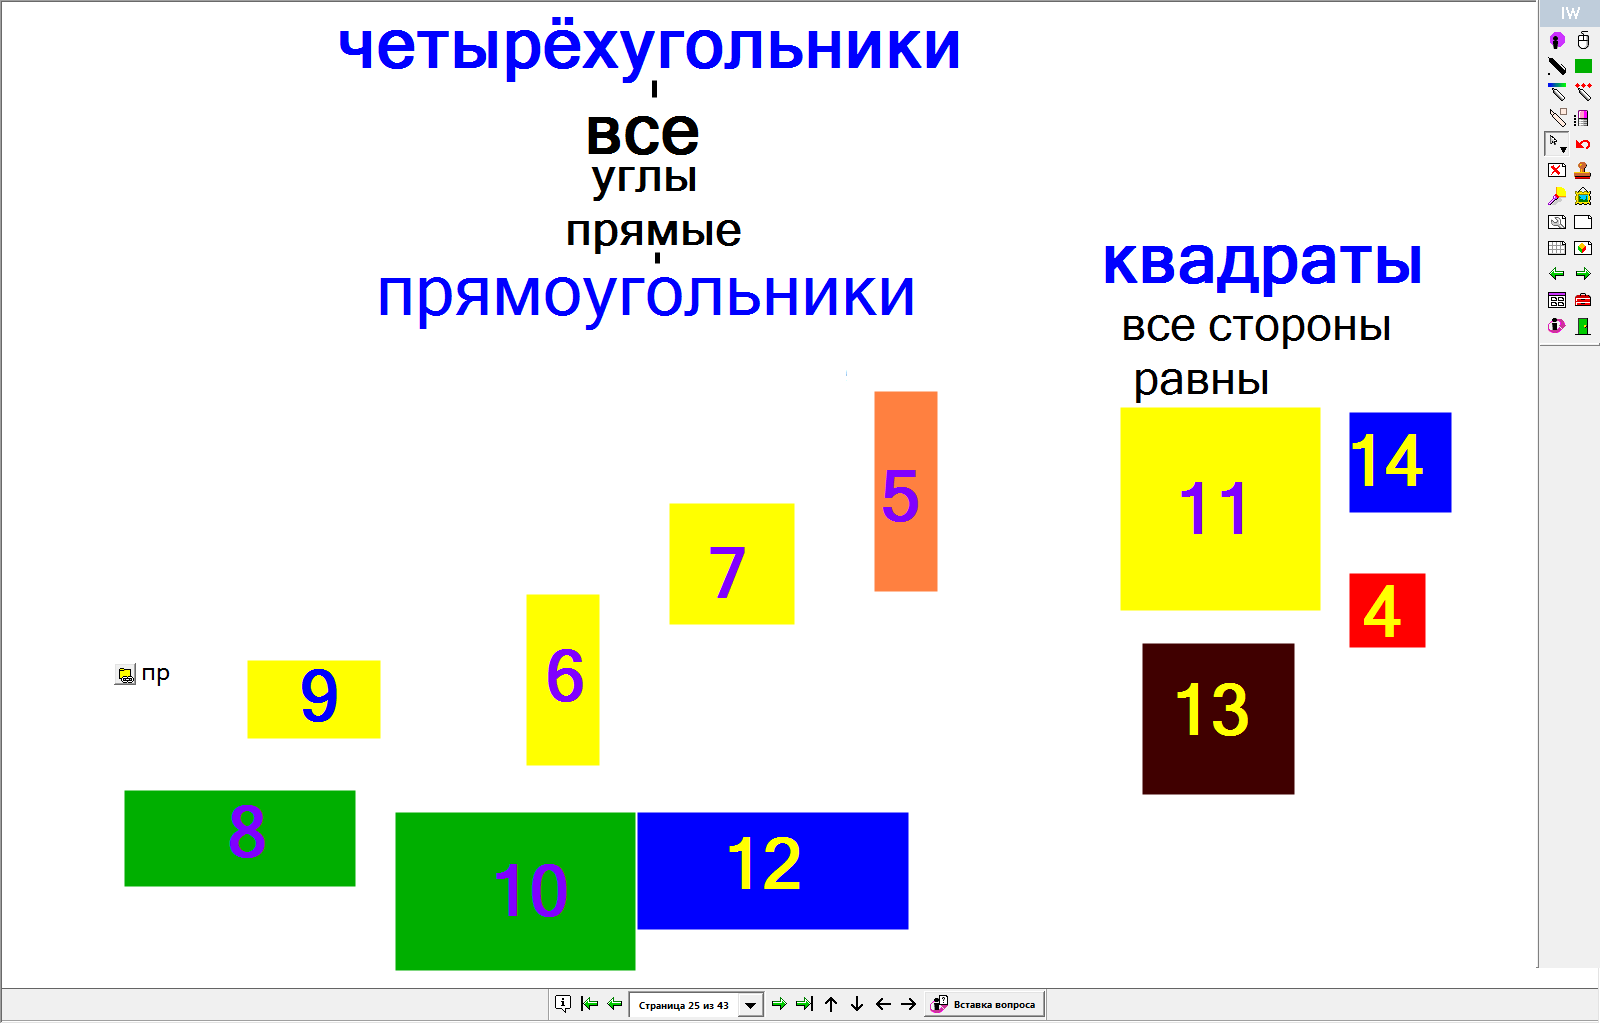 IW
четырёхугольники
все
углы
прямые
прямоугольники
квадраты
все стороны
равны
5
11
14
7
4
6
9
пр
13
8
10
12
Страница 25 из 43
Вставка вопроса